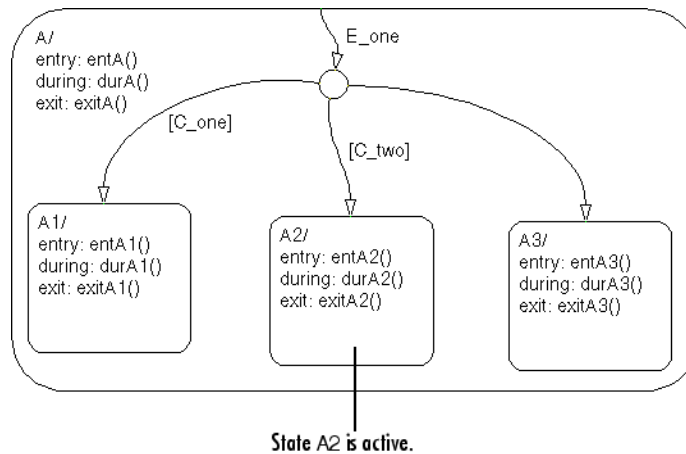 A/
entry: entA()
during: durA()
exit: exitA()
E_one
[C_one]
[C_two]
A1/
entry: entA1()
during: durA1()
exit: exitA1()
A2/
entry: entA2()
during: durA2()
exit: exitA2()
A3/
entry: entA3()
during: durA3()
exit: exitA3()
State A2 is active.